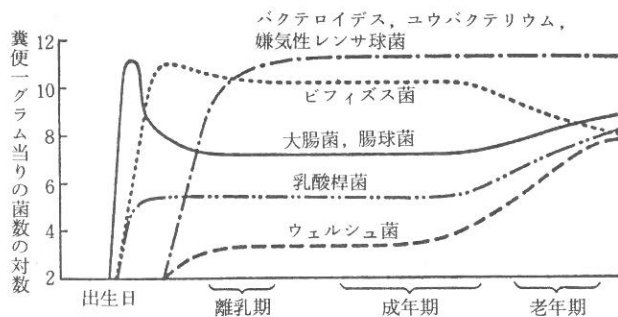 バクテロイデス，ユウバクテリウム，
嫌気性レンサ球菌
糞便一グラム当りの菌数の対数
12
10
8
6
4
2
ビフィズス菌
大腸菌，腸球菌
乳酸桿菌
ウェルシュ菌
出生日
離乳期
成年期
老年期